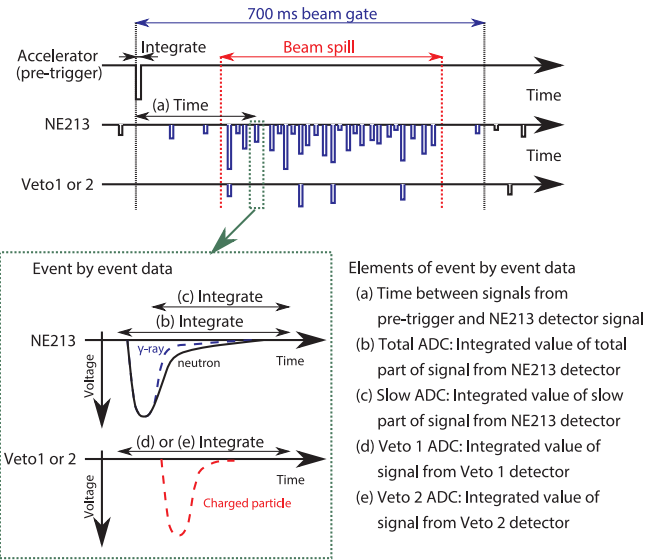 700 ms beam gate
Accelerator
(pre-trigger)
Integrate
Beam spill
Time
(a) Time
NE213
Time
Veto1 or 2
Time
Event by event data
(c) Integrate
(b) Integrate
NE213
γ-ray
neutron
Time
Voltage
(d) or (e) Integrate
Veto1 or 2
Time
Charged particle
Voltage
Elements of event by event data
(a) Time between signals from
pre-trigger and NE213 detector signal
(b) Total ADC: Integrated value of total
part of signal from NE213 detector
(c) Slow ADC: Integrated value of slow
part of signal from NE213 detector
(d) Veto 1 ADC: Integrated value of
signal from Veto 1 detector
(e) Veto 2 ADC: Integrated value of
signal from Veto 2 detector